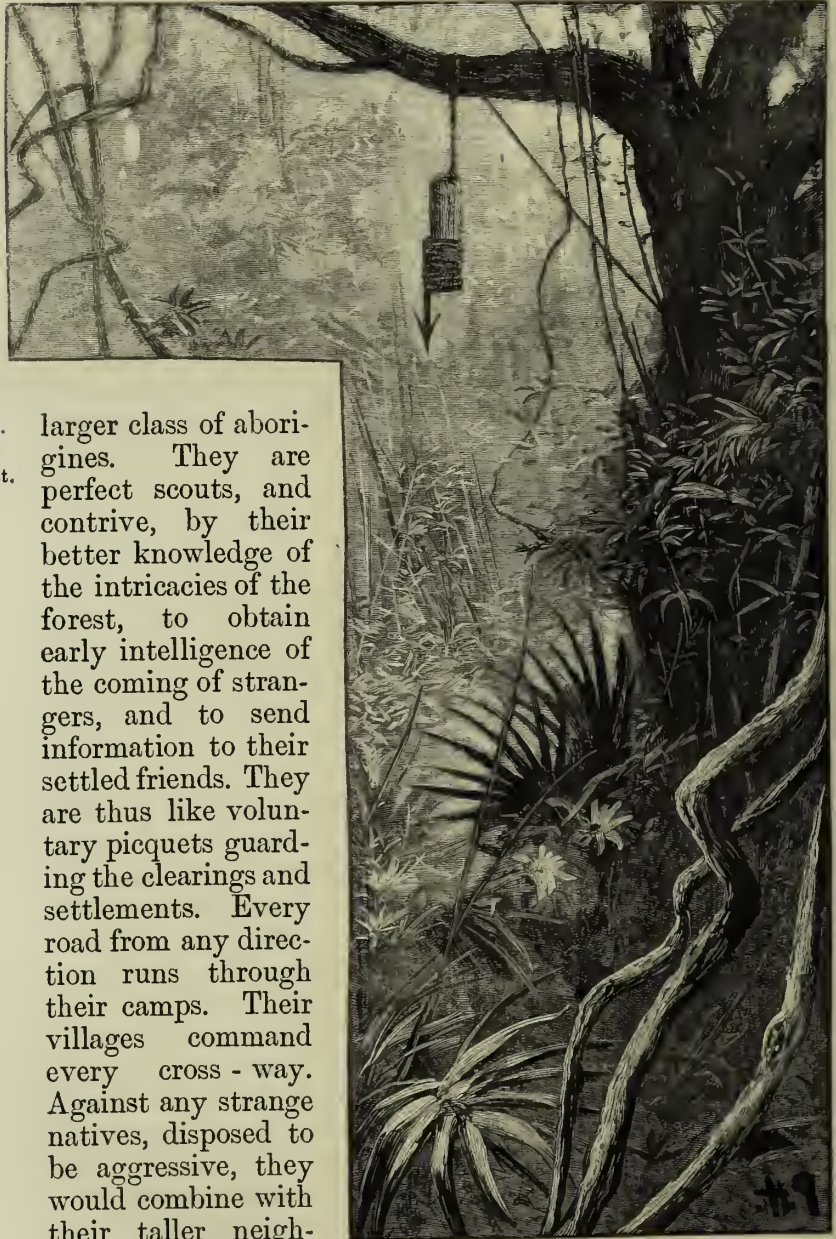 larger class of abori-
gines. They are
t. perfect scouts, and
contrive, by their
better knowledge of
the intricacies of the
forest, to obtain
early intelligence of
the coming of stran-
gers, and to send
information to their
settled friends. They
are thus like volun-
tary picquets guard-
ing the clearings and
settlements. Every
road from any direc-
tion runs through
their camps. Their
villages command
every cross-way.
Against any strange
natives, disposed to
be aggressive, they
would combine with
their taller neigh-